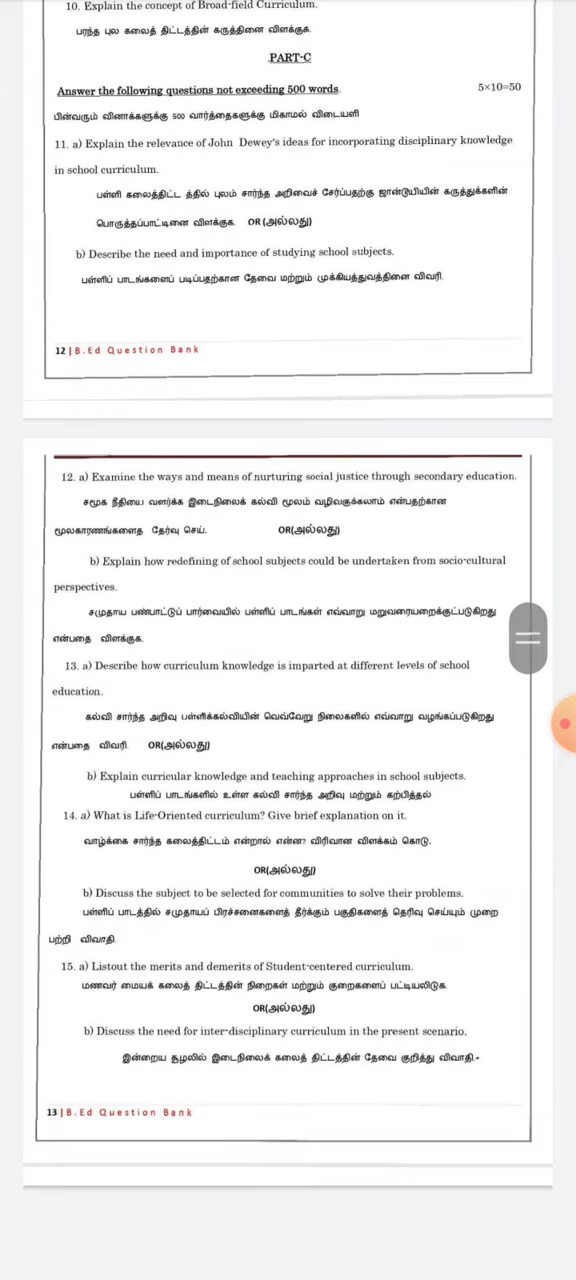 10. Explain the concept of Broad-field Curriculum.
பரந்த புல கலைத் திட்டத்தின் கருத்தினை விளக்குக.
PART-C
Answer the following questions not exceeding 500 words. 5×10=50
பின்வரும் வினாக்களுக்கு 500 வார்த்தைகளுக்கு மிகாமல் விடையளி
11. a) Explain the relevance of John Dewey's ideas for incorporating disciplinary knowledge
in school curriculum.
பள்ளி கலைத்திட்ட த்தில் புலம் சார்ந்த அறிவைச் சேர்ப்பதற்கு ஜான்டூயியின் கருத்துக்களின்
பொருத்தப்பாட்டினை விளக்குக. OR (அல்லது)
b) Describe the need and importance of studying school subjects.
பள்ளிப் பாடங்களைப் படிப்பதற்கான தேவை மற்றும் முக்கியத்துவத்தினை விவரி.
12 | B.Ed Question Bank
12. a) Examine the ways and means of nurturing social justice through secondary education.
சமூக நீதியை வளர்க்க இடைநிலைக் கல்வி மூலம் வழிவகுக்கலாம் என்பதற்கான
மூலகாரணங்களைத தேர்வு செய். OR(அல்லது)
b) Explain how redefining of school subjects could be undertaken from socio-cultural
perspectives.
சமுதாய பண்பாட்டுப் பார்வையில் பள்ளிப் பாடங்கள் எவ்வாறு மறுவரையறைக்குட்படுகிறது
என்பதை விளக்குக.
13. a) Describe how curriculum knowledge is imparted at different levels of school
education.
கல்வி சார்ந்த அறிவு பள்ளிக்கல்வியின் வெவ்வேறு நிலைகளில் எவ்வாறு வழங்கப்படுகிறது
என்பதை விவரி. OR(அல்லது)
b) Explain curricular knowledge and teaching approaches in school subjects.
பள்ளிப் பாடங்களில் உள்ள கல்வி சார்ந்த அறிவு மற்றும் கற்பித்தல்
14. a) What is Life-Oriented curriculum? Give brief explanation on it.
வாழ்க்கை சார்ந்த கலைத்திட்டம் என்றால் என்ன? விரிவான விளக்கம் கொடு.
OR(அல்லது)
b) Discuss the subject to be selected for communities to solve their problems.
பள்ளிப் பாடத்தில் சமுதாயப் பிரச்சனைகளைத் தீர்க்கும் பகுதிகளைத் தெரிவு செய்யும் முறை
பற்றி விவாதி.
15. a) Listout the merits and demerits of Student-centered curriculum.
மணவர் மையக் கலைத் திட்டத்தின் நிறைகள் மற்றும் குறைகளைப் பட்டியலிடுக.
OR(அல்லது)
b) Discuss the need for inter-disciplinary curriculum in the present scenario.
இன்றைய சூழலில் இடைநிலைக் கலைத் திட்டத்தின் தேவை குறித்து விவாதி.
13 | B.Ed Question Bank